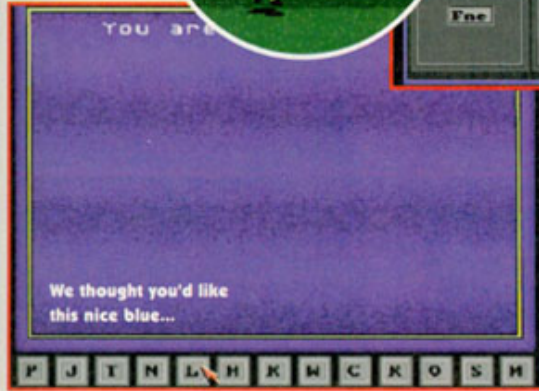 You are
Fne
We thought you'd like
this nice blue...
P J T N L H K W C K O S M